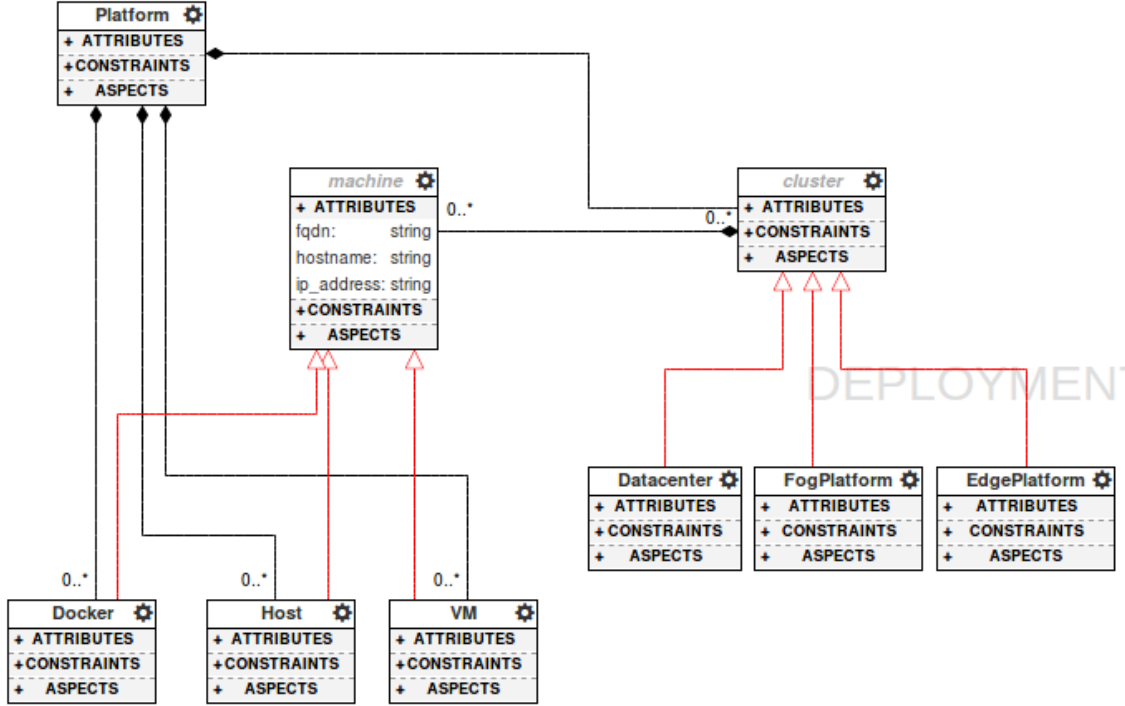 Platform
+ ATTRIBUTES
+CONSTRAINTS
+ ASPECTS
machine
+ ATTRIBUTES
fqdn: string
hostname: string
ip_address: string
+CONSTRAINTS
+ ASPECTS
0..*
0..*
cluster
+ ATTRIBUTES
+CONSTRAINTS
+ ASPECTS
DEPLOYMENT
Datacenter
+ ATTRIBUTES
+CONSTRAINTS
+ ASPECTS
FogPlatform
+ ATTRIBUTES
+ CONSTRAINTS
+ ASPECTS
EdgePlatform
+ ATTRIBUTES
+ CONSTRAINTS
+ ASPECTS
0..*
Docker
+ ATTRIBUTES
+CONSTRAINTS
+ ASPECTS
0..*
Host
+ ATTRIBUTES
+CONSTRAINTS
+ ASPECTS
0..*
VM
+ ATTRIBUTES
+CONSTRAINTS
+ ASPECTS